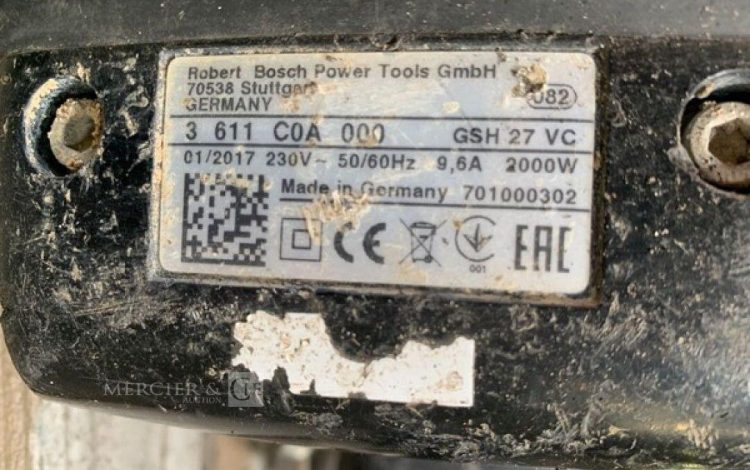 Robert Bosch Power Tools GmbH
70538 Stuttgart
GERMANY
082
3 611 C0A 000 GSH 27 VC
01/2017 230V~ 50/60Hz 9,6A 2000W
Made in Germany 701000302
CE
001
EAC
MERCIER &
AUCTION